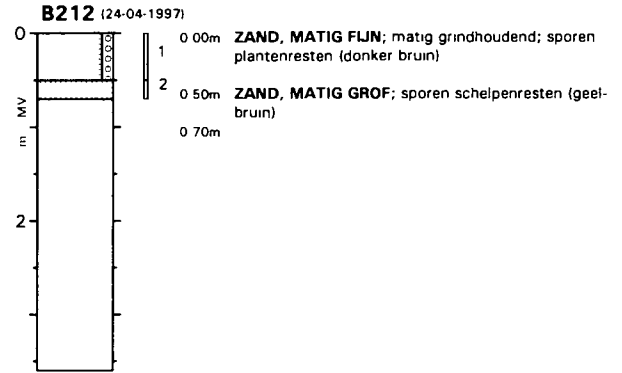 B212 (24-04-1997)
0
0 00m ZAND, MATIG FIJN; matig grindhoudend; sporen
plantenresten (donker bruin)
1
2
0 50m ZAND, MATIG GROF; sporen schelpenresten (geel-
bruin)
0 70m
m MV
2